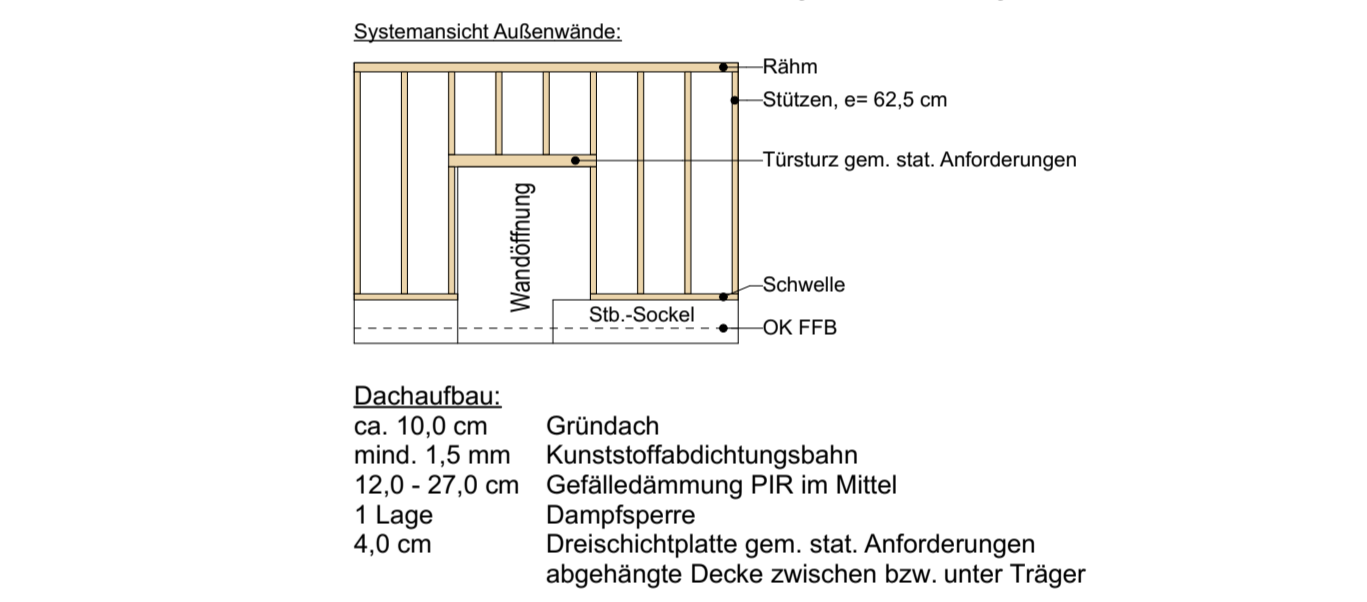 Systemansicht Außenwände:
Rähm
Stützen, e= 62,5 cm
Türsturz gem. stat. Anforderungen
Wandöffnung
Schwelle
Stb.-Sockel
OK FFB
Dachaufbau:
ca. 10,0 cm Gründach
mind. 1,5 mm Kunststoffabdichtungsbahn
12,0 - 27,0 cm Gefälledämmung PIR im Mittel
1 Lage Dampfsperre
4,0 cm Dreischichtplatte gem. stat. Anforderungen
abgehängte Decke zwischen bzw. unter Träger